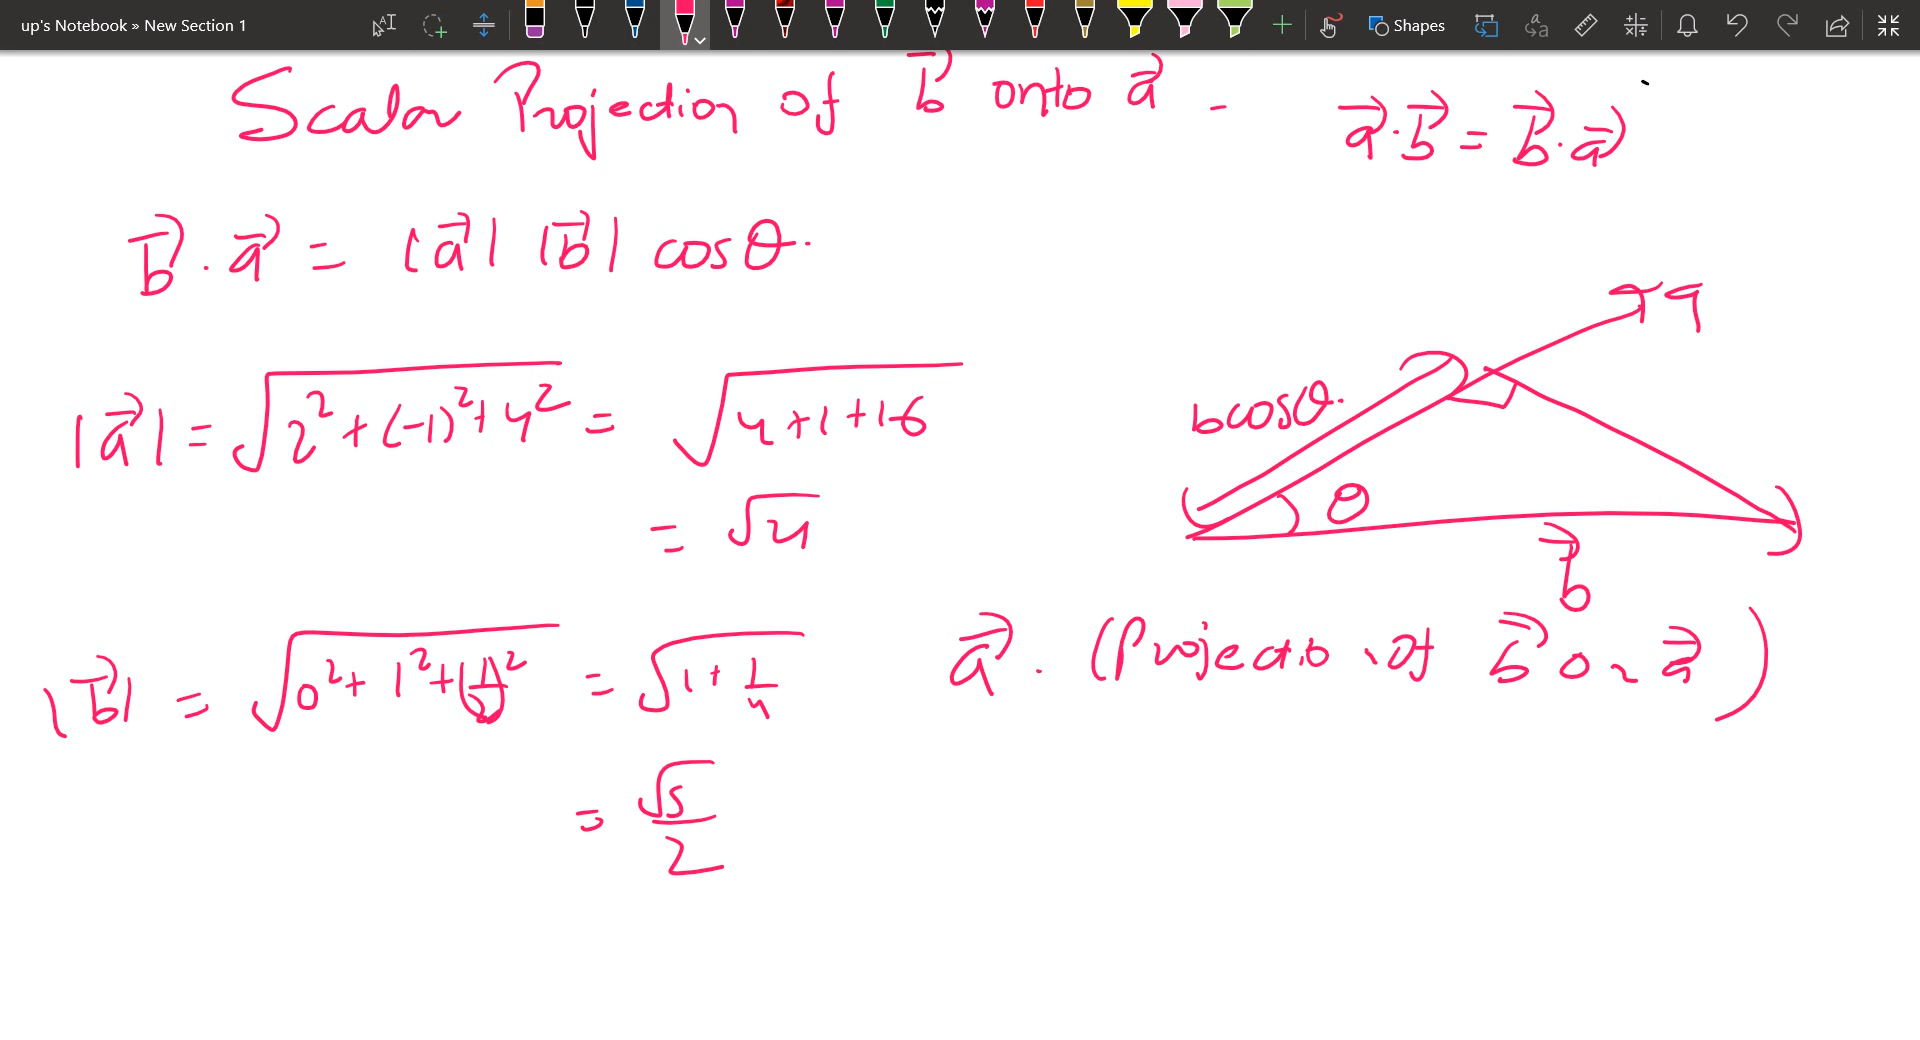 up's Notebook » New Section 1
Shapes
Scalar Projection of b⃗ onto a⃗ -
a⃗·b⃗ = b⃗·a⃗
b⃗ . a⃗ = |a⃗| |b⃗| cosθ.
a
bcosθ.
|a⃗| = √(2² + (-1)² + 4²) = √(4+1+16)
θ
= √21
b⃗
|b⃗| = √(0² + 1² + (1/2)²) = √(1 + 1/4)
a⃗ . (Projection of b⃗ on a⃗)
= √5/2